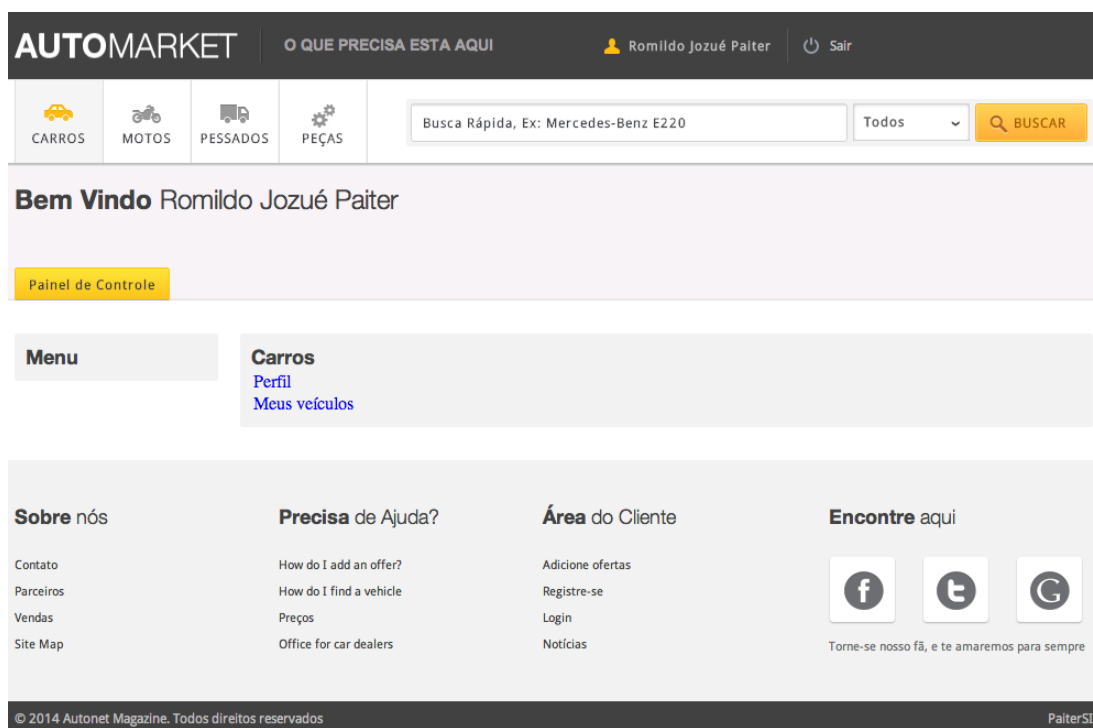 AUTOMARKET
O QUE PRECISA ESTA AQUI
Romildo Jozué Paiter
Sair
CARROS
MOTOS
PESSADOS
PEÇAS
Busca Rápida, Ex: Mercedes-Benz E220
Todos
BUSCAR
Bem Vindo Romildo Jozué Paiter
Painel de Controle
Menu
Carros
Perfil
Meus veículos
Sobre nós
Contato
Parceiros
Vendas
Site Map
Precisa de Ajuda?
How do I add an offer?
How do I find a vehicle
Preços
Office for car dealers
Área do Cliente
Adicione ofertas
Registre-se
Login
Notícias
Encontre aqui
Torne-se nosso fã, e te amaremos para sempre
© 2014 Autonet Magazine. Todos direitos reservados
PaiterSI